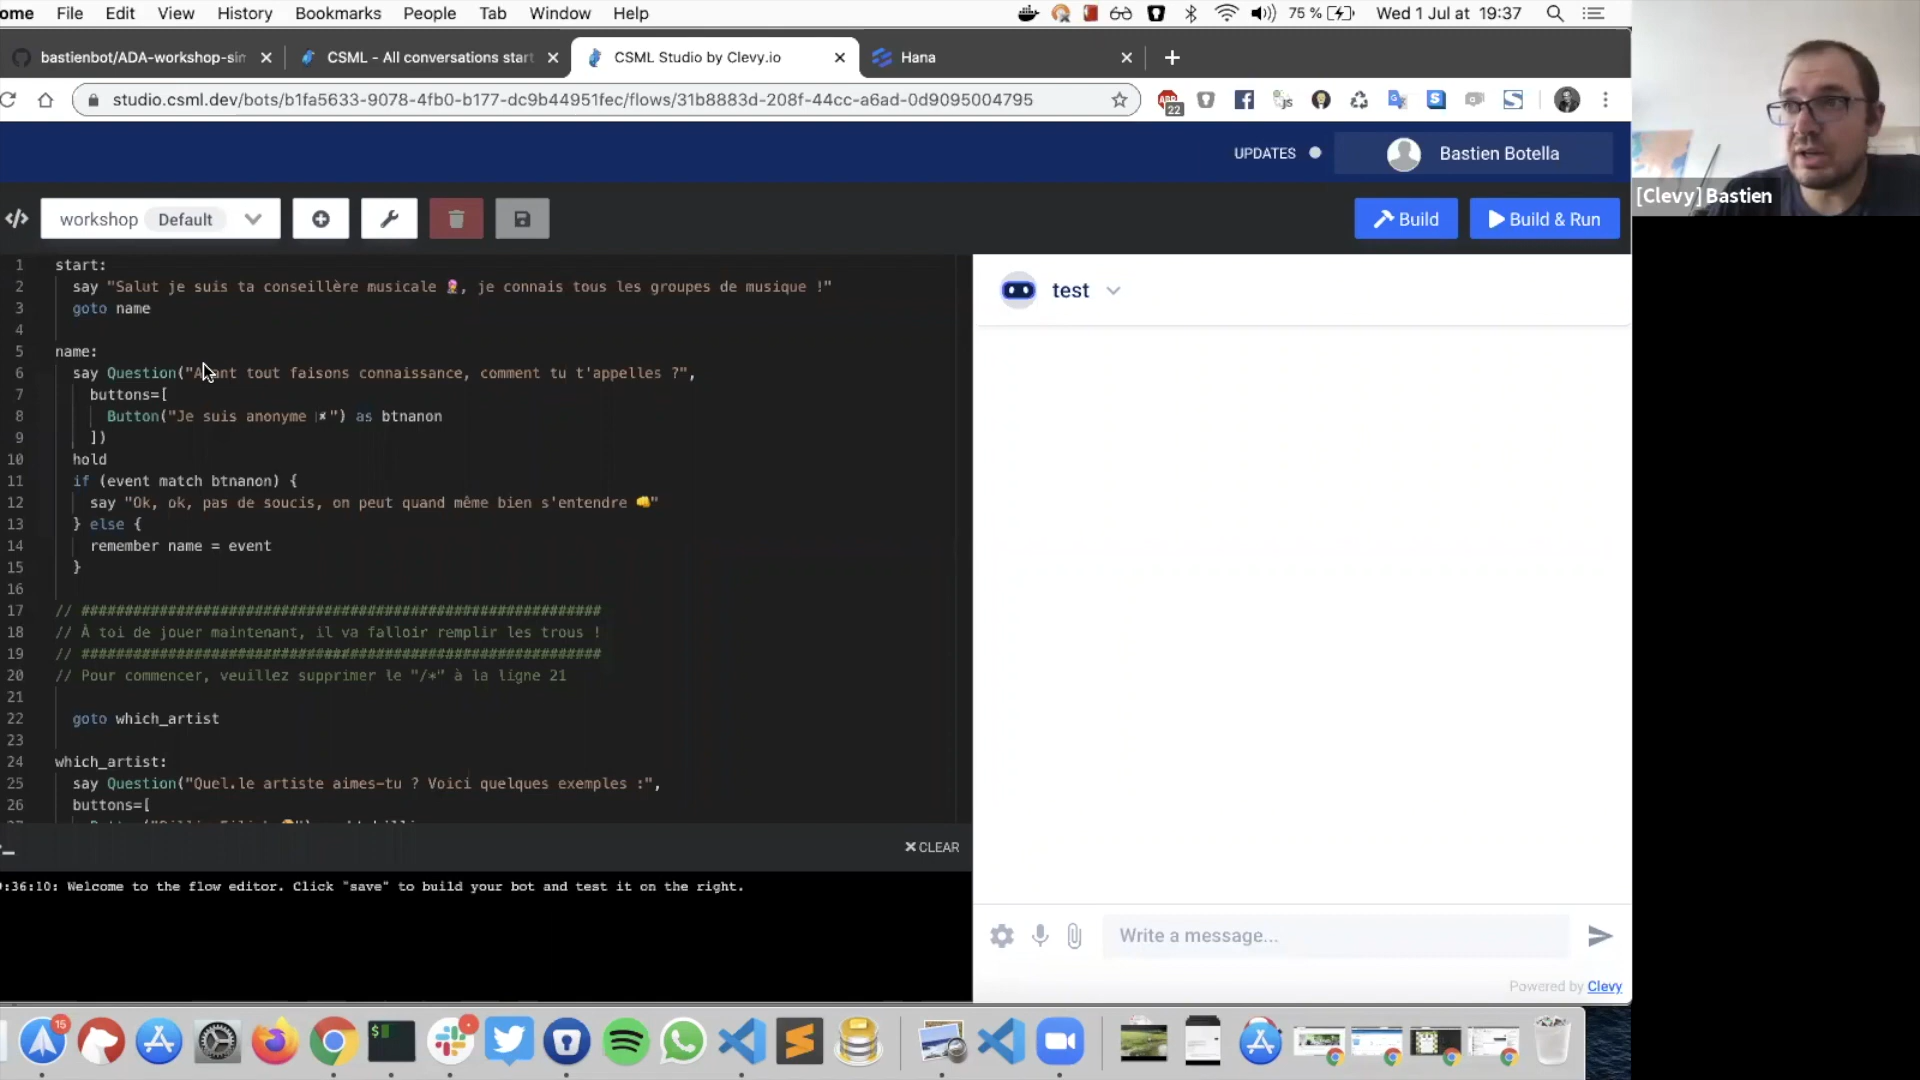 ome File Edit View History Bookmarks People Tab Window Help 75 % Wed 1 Jul at 19:37
bastienbot/ADA-workshop-sim CSML - All conversations start CSML Studio by Clevy.io Hana
studio.csml.dev/bots/b1fa5633-9078-4fb0-b177-dc9b44951fec/flows/31b8883d-208f-44cc-a6ad-0d9095004795 22
UPDATES Bastien Botella
[Clevy] Bastien
workshop Default Build Build & Run
test
1 start:
2 say "Salut je suis ta conseillère musicale 👩‍🎤, je connais tous les groupes de musique !"
3 goto name
4
5 name:
6 say Question("Avant tout faisons connaissance, comment tu t'appelles ?",
7 buttons=[
8 Button("Je suis anonyme") as btnanon
9 ])
10 hold
11 if (event match btnanon) {
12 say "Ok, ok, pas de soucis, on peut quand même bien s'entendre 👊"
13 } else {
14 remember name = event
15 }
16
17 // ############################################################
18 // À toi de jouer maintenant, il va falloir remplir les trous !
19 // ############################################################
20 // Pour commencer, veuillez supprimer le "/*" à la ligne 21
21
22 goto which_artist
23
24 which_artist:
25 say Question("Quel.le artiste aimes-tu ? Voici quelques exemples :",
26 buttons=[
CLEAR
:36:10: Welcome to the flow editor. Click "save" to build your bot and test it on the right.
Write a message...
Powered by Clevy
15